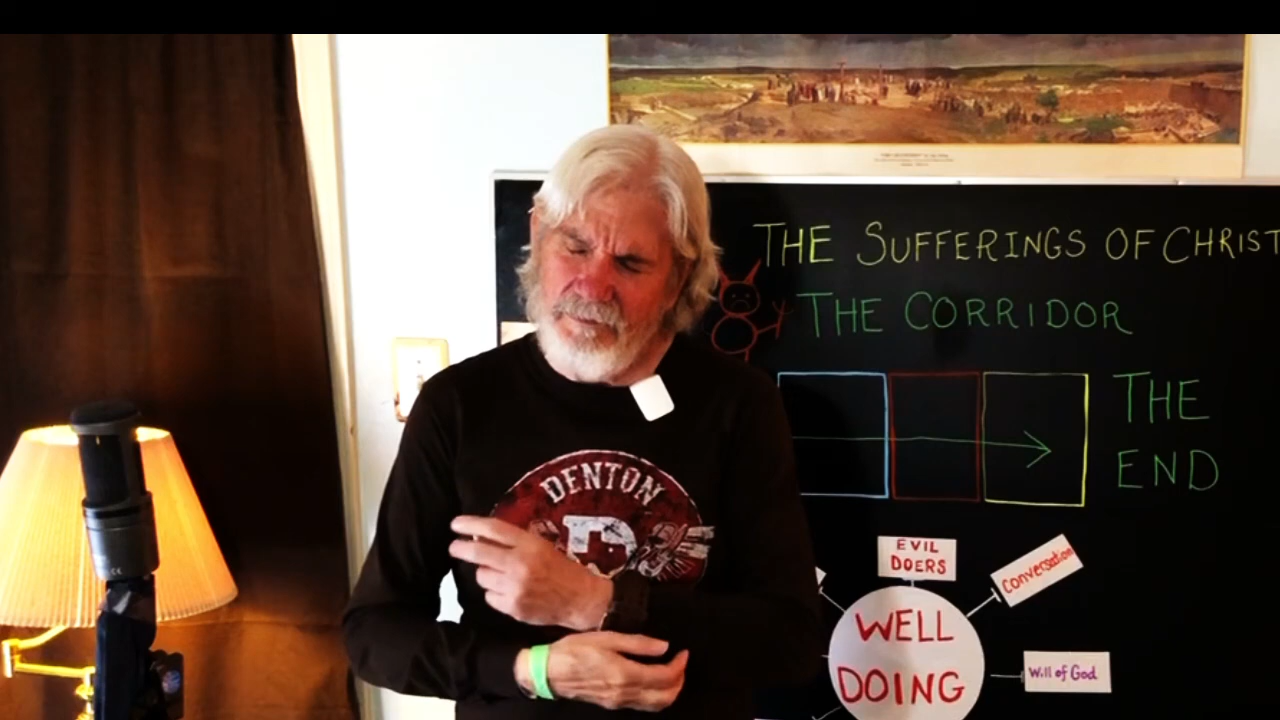 THE SUFFERINGS OF CHRIST
THE CORRIDOR
THE
END
DENTON
D
EVIL
DOERS
Conversation
WELL
DOING
Will of God